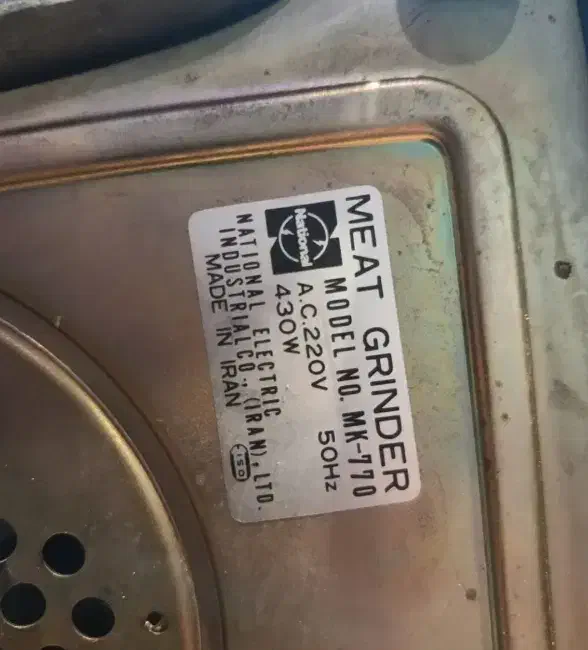 MEAT GRINDER
National
MODEL NO. MK-770
A.C.220V 50Hz
430W
NATIONAL ELECTRIC
INDUSTRIAL CO., (IRAN), LTD.
MADE IN IRAN
ISO